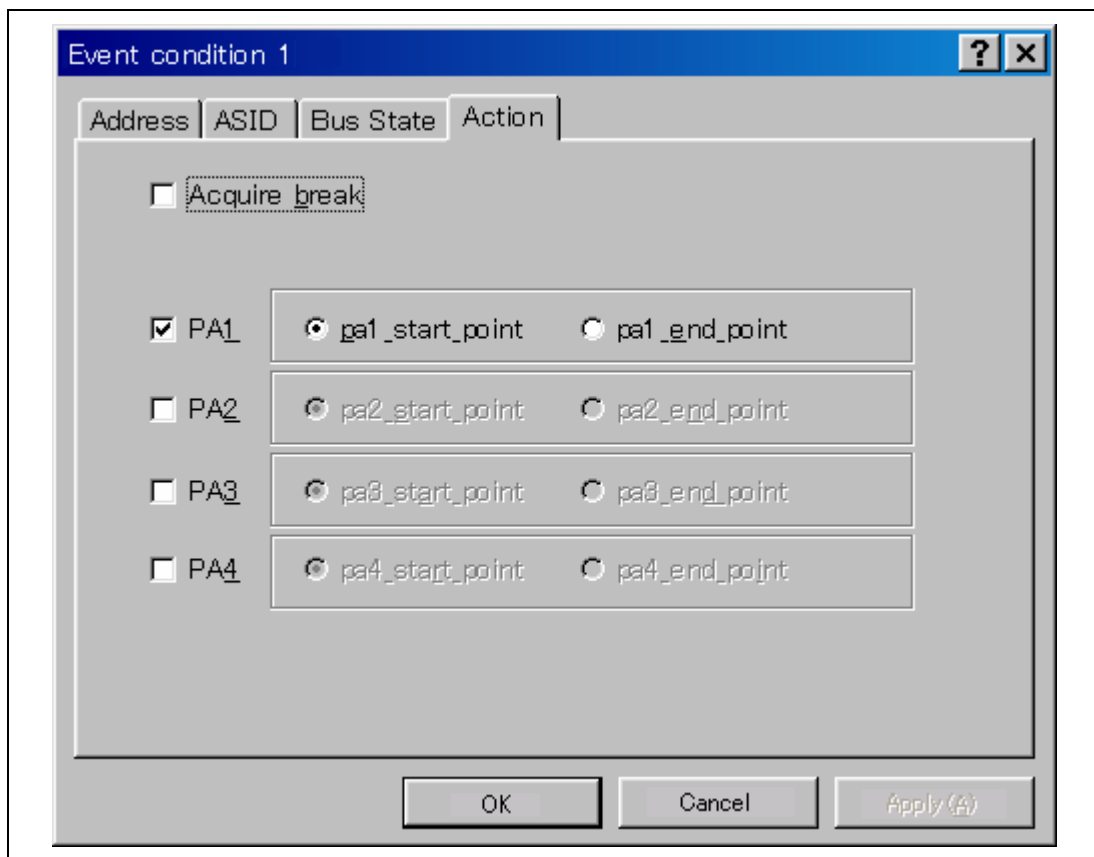 Event condition 1
Address ASID Bus State Action
Acquire break
PA1 pa1_start_point pa1_end_point
PA2 pa2_start_point pa2_end_point
PA3 pa3_start_point pa3_end_point
PA4 pa4_start_point pa4_end_point
OK Cancel Apply(A)